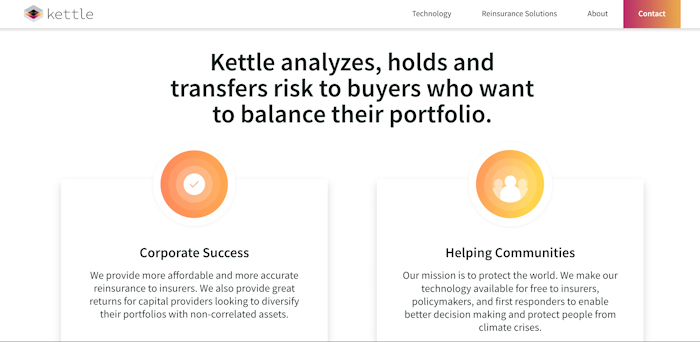 kettle
Technology
Reinsurance Solutions
About
Contact
Kettle analyzes, holds and
transfers risk to buyers who want
to balance their portfolio.
Corporate Success
We provide more affordable and more accurate
reinsurance to insurers. We also provide great
returns for capital providers looking to diversify
their portfolios with non-correlated assets.
Helping Communities
Our mission is to protect the world. We make our
technology available for free to insurers,
policymakers, and first responders to enable
better decision making and protect people from
climate crises.